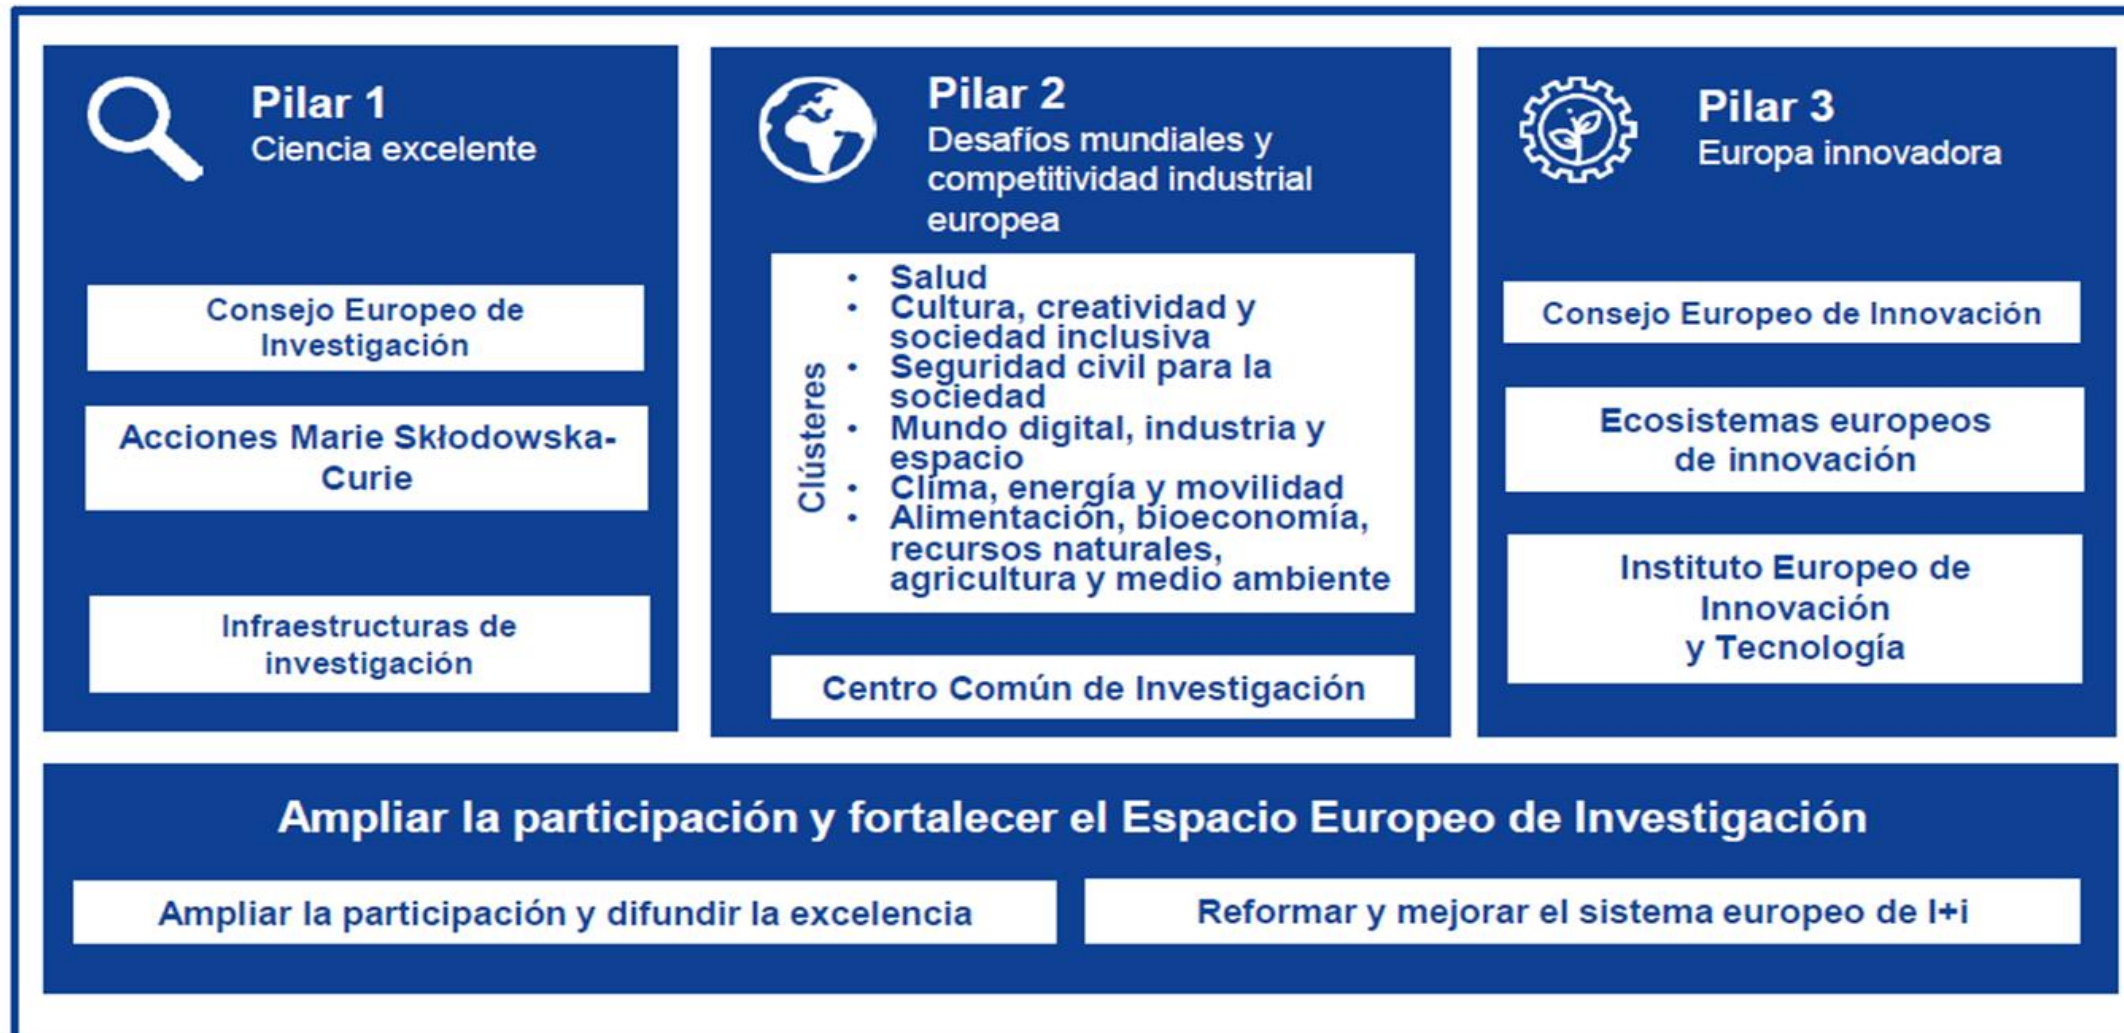 Pilar 1
Ciencia excelente
Consejo Europeo de
Investigación
Acciones Marie Skłodowska-
Curie
Infraestructuras de
investigación
Pilar 2
Desafíos mundiales y
competitividad industrial
europea
Clústeres
• Salud
• Cultura, creatividad y
sociedad inclusiva
• Seguridad civil para la
sociedad
• Mundo digital, industria y
espacio
• Clima, energía y movilidad
• Alimentación, bioeconomía,
recursos naturales,
agricultura y medio ambiente
Centro Común de Investigación
Pilar 3
Europa innovadora
Consejo Europeo de Innovación
Ecosistemas europeos
de innovación
Instituto Europeo de
Innovación
y Tecnología
Ampliar la participación y fortalecer el Espacio Europeo de Investigación
Ampliar la participación y difundir la excelencia
Reformar y mejorar el sistema europeo de I+i